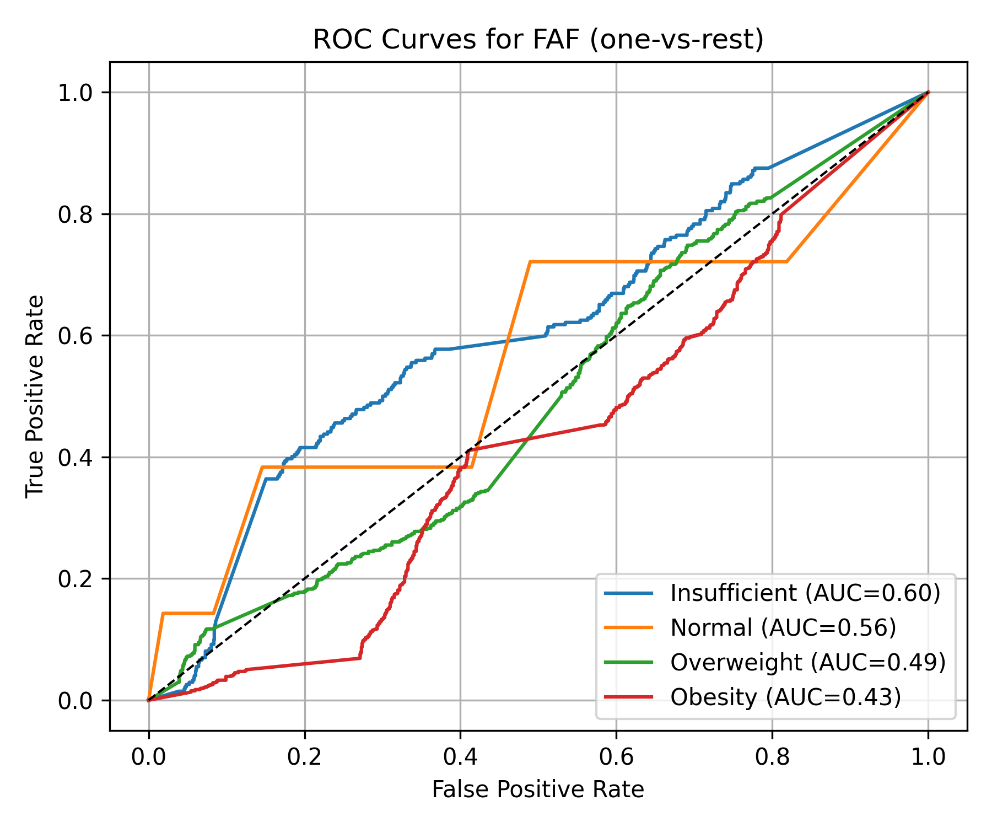 ROC Curves for FAF (one-vs-rest)
True Positive Rate
1.0
0.8
0.6
0.4
0.2
0.0
0.0 0.2 0.4 0.6 0.8 1.0
False Positive Rate
Insufficient (AUC=0.60)
Normal (AUC=0.56)
Overweight (AUC=0.49)
Obesity (AUC=0.43)